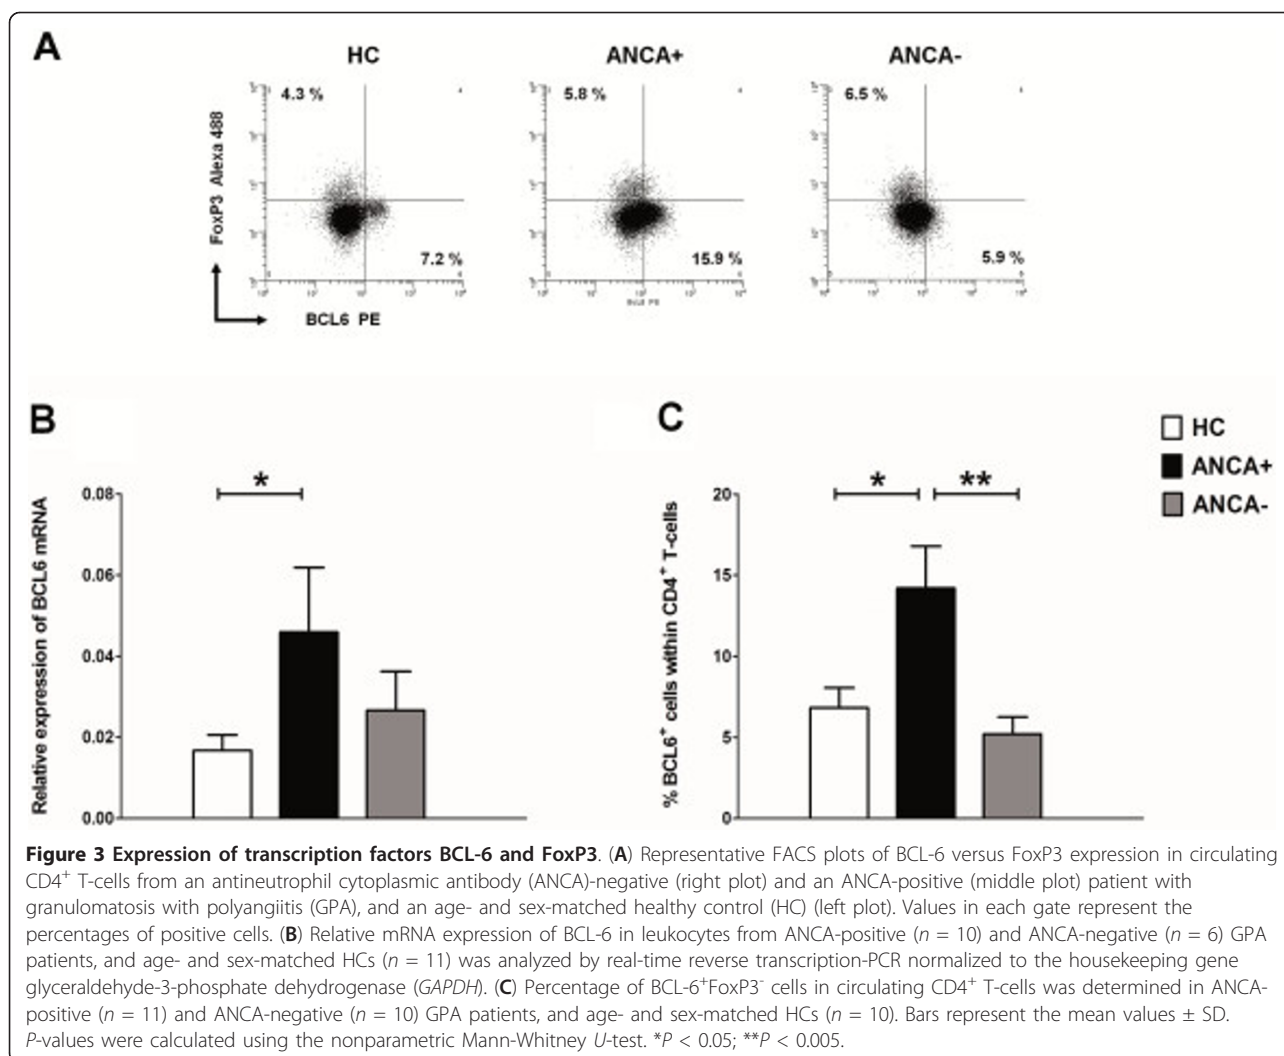 A
HC
ANCA+
ANCA-
4.3 %
5.8 %
6.5 %
FoxP3 Alexa 488
7.2 %
15.9 %
5.9 %
BCL6 PE
BCL6 PE
B
C
HC
ANCA+
ANCA-
*
* **
Relative expression of BCL6 mRNA
0.08
0.06
0.04
0.02
0.00
% BCL6⁺ cells within CD4⁺ T-cells
20
15
10
5
0
Figure 3 Expression of transcription factors BCL-6 and FoxP3. (A) Representative FACS plots of BCL-6 versus FoxP3 expression in circulating
CD4⁺ T-cells from an antineutrophil cytoplasmic antibody (ANCA)-negative (right plot) and an ANCA-positive (middle plot) patient with
granulomatosis with polyangiitis (GPA), and an age- and sex-matched healthy control (HC) (left plot). Values in each gate represent the
percentages of positive cells. (B) Relative mRNA expression of BCL-6 in leukocytes from ANCA-positive (n = 10) and ANCA-negative (n = 6) GPA
patients, and age- and sex-matched HCs (n = 11) was analyzed by real-time reverse transcription-PCR normalized to the housekeeping gene
glyceraldehyde-3-phosphate dehydrogenase (GAPDH). (C) Percentage of BCL-6⁺FoxP3⁻ cells in circulating CD4⁺ T-cells was determined in ANCA-
positive (n = 11) and ANCA-negative (n = 10) GPA patients, and age- and sex-matched HCs (n = 10). Bars represent the mean values ± SD.
P-values were calculated using the nonparametric Mann-Whitney U-test. *P < 0.05; **P < 0.005.